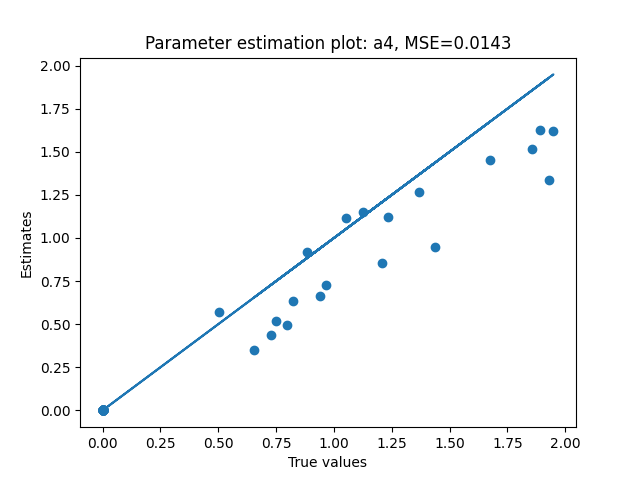 Parameter estimation plot: a4, MSE=0.0143
2.00
1.75
1.50
1.25
1.00
0.75
0.50
0.25
0.00
Estimates
0.00 0.25 0.50 0.75 1.00 1.25 1.50 1.75 2.00
True values